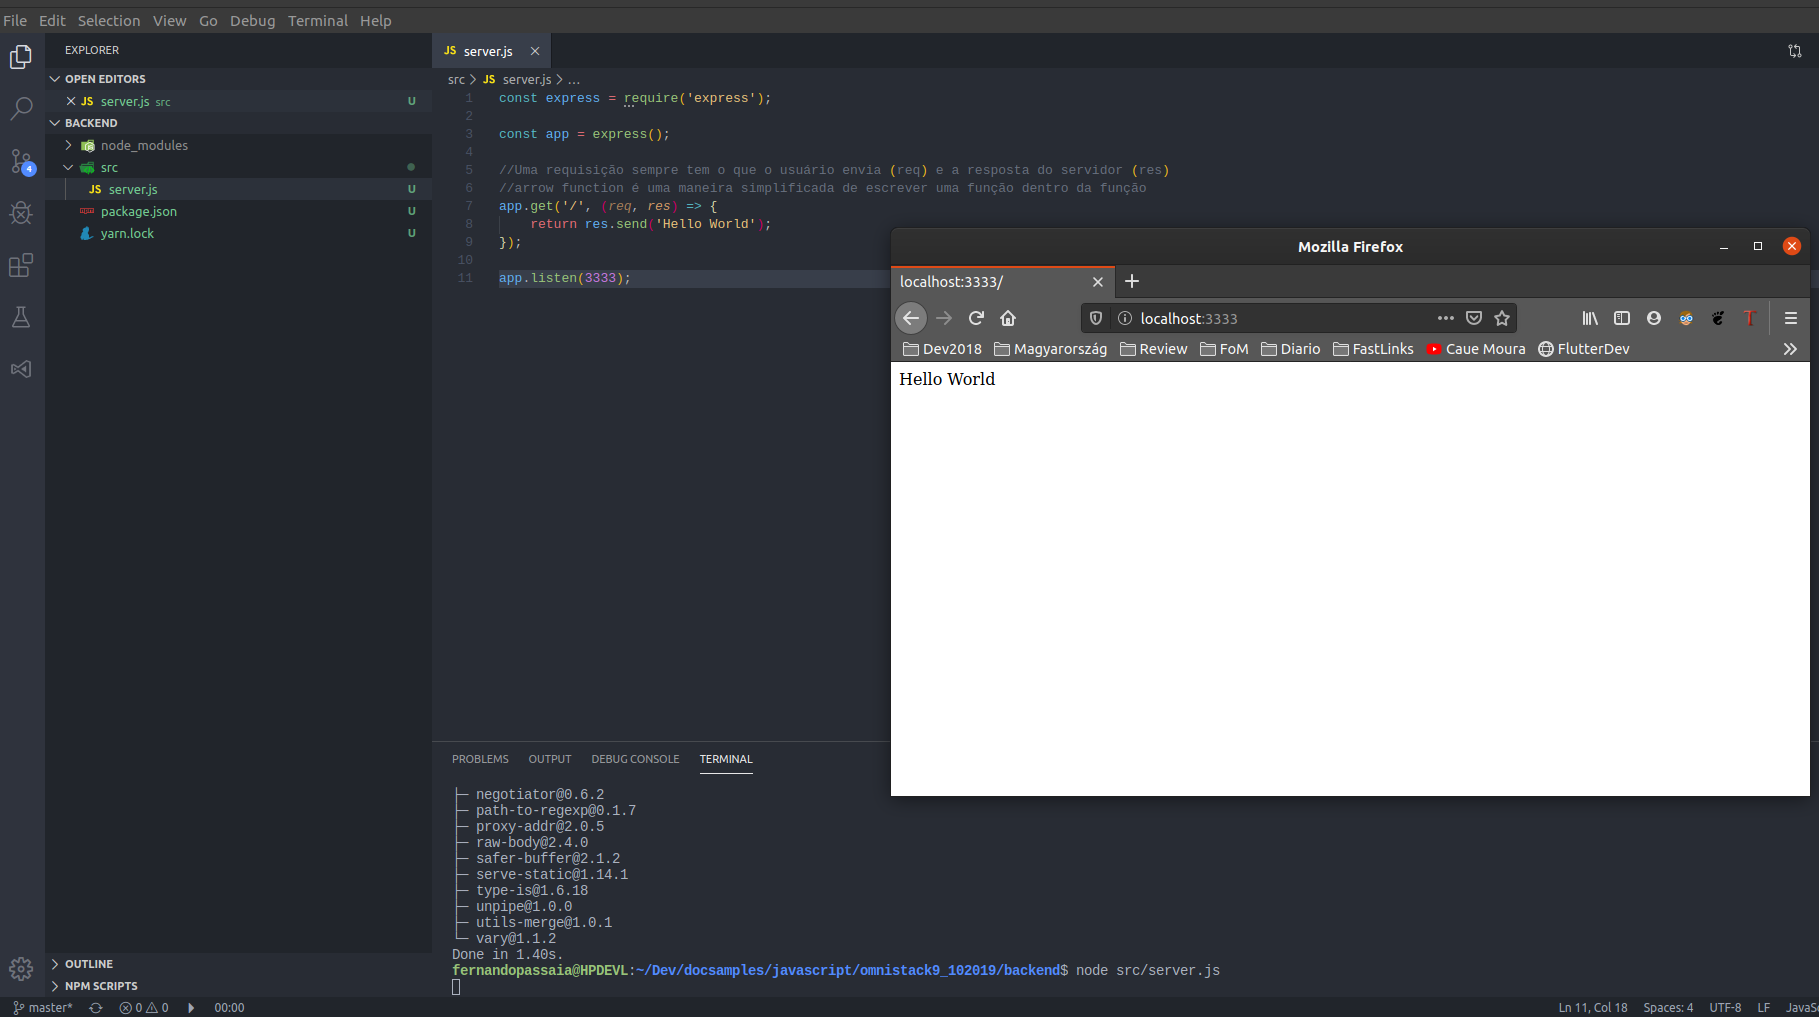 File Edit Selection View Go Debug Terminal Help
EXPLORER
OPEN EDITORS
JS server.js src U
BACKEND
node_modules
src
JS server.js U
package.json U
yarn.lock U
4
OUTLINE
NPM SCRIPTS
JS server.js
src > JS server.js > ...
1 const express = require('express');
2
3 const app = express();
4
5 //Uma requisição sempre tem o que o usuário envia (req) e a resposta do servidor (res)
6 //arrow function é uma maneira simplificada de escrever uma função dentro da função
7 app.get('/', (req, res) => {
8 return res.send('Hello World');
9 });
10
11 app.listen(3333);
Mozilla Firefox
localhost:3333/
localhost:3333
Dev2018 Magyarország Review FoM Diario FastLinks Caue Moura FlutterDev
Hello World
PROBLEMS OUTPUT DEBUG CONSOLE TERMINAL
├─ negotiator@0.6.2
├─ path-to-regexp@0.1.7
├─ proxy-addr@2.0.5
├─ raw-body@2.4.0
├─ safer-buffer@2.1.2
├─ serve-static@1.14.1
├─ type-is@1.6.18
├─ unpipe@1.0.0
├─ utils-merge@1.0.1
└─ vary@1.1.2
Done in 1.40s.
fernandopassaia@HPDEVL:~/Dev/docsamples/javascript/omnistack9_102019/backend$ node src/server.js
master* 0 0 00:00 Ln 11, Col 18 Spaces: 4 UTF-8 LF JavaSc